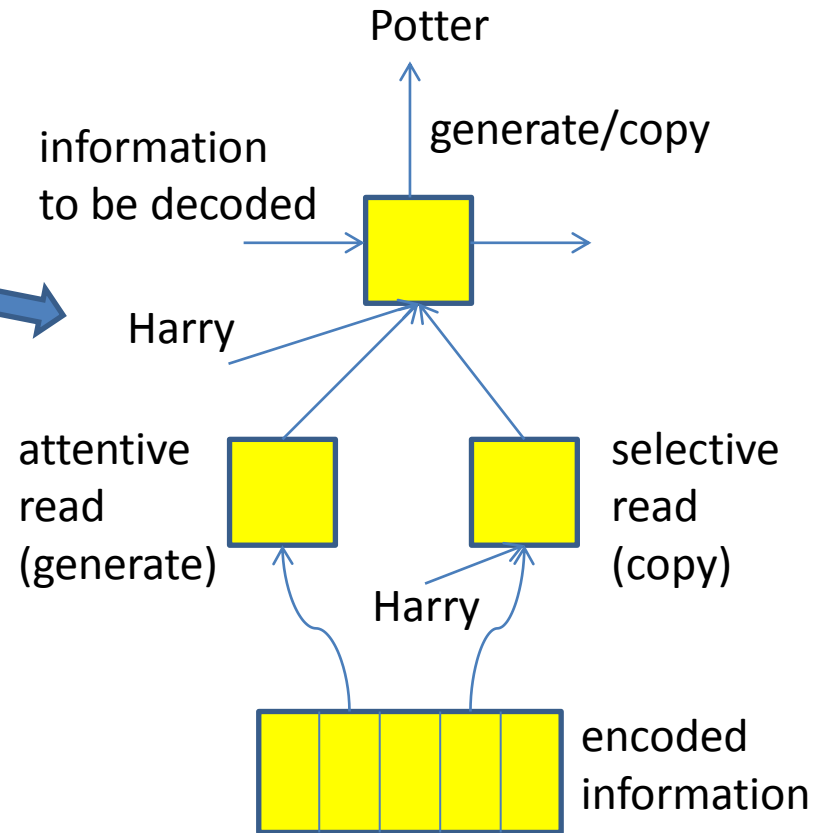 Potter
generate/copy
information
to be decoded
Harry
attentive
read
(generate)
selective
read
(copy)
Harry
encoded
information